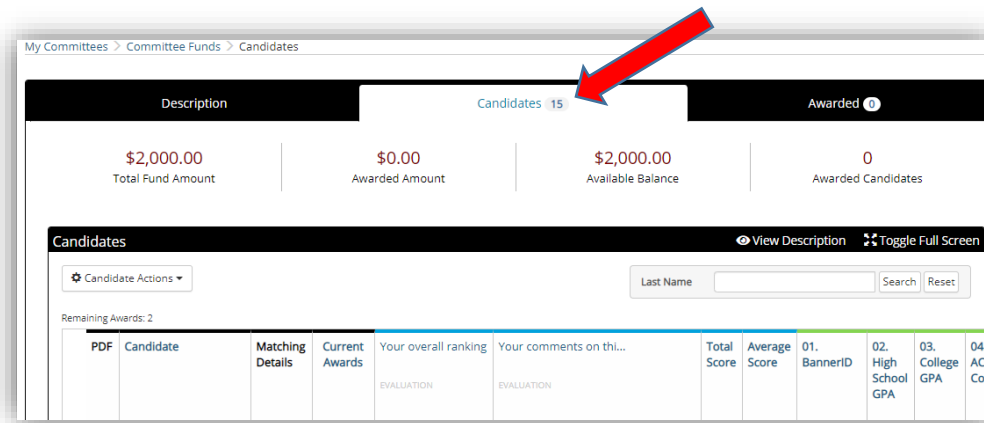 My Committees > Committee Funds > Candidates
Description Candidates 15 Awarded 0
$2,000.00 $0.00 $2,000.00 0
Total Fund Amount Awarded Amount Available Balance Awarded Candidates
Candidates View Description Toggle Full Screen
Candidate Actions Last Name Search Reset
Remaining Awards: 2
PDF Candidate Matching Current Your overall ranking Your comments on thi... Total Average 01. 02. 03. 04
Details Awards Score Score BannerID High College AC
EVALUATION EVALUATION School GPA Co
GPA